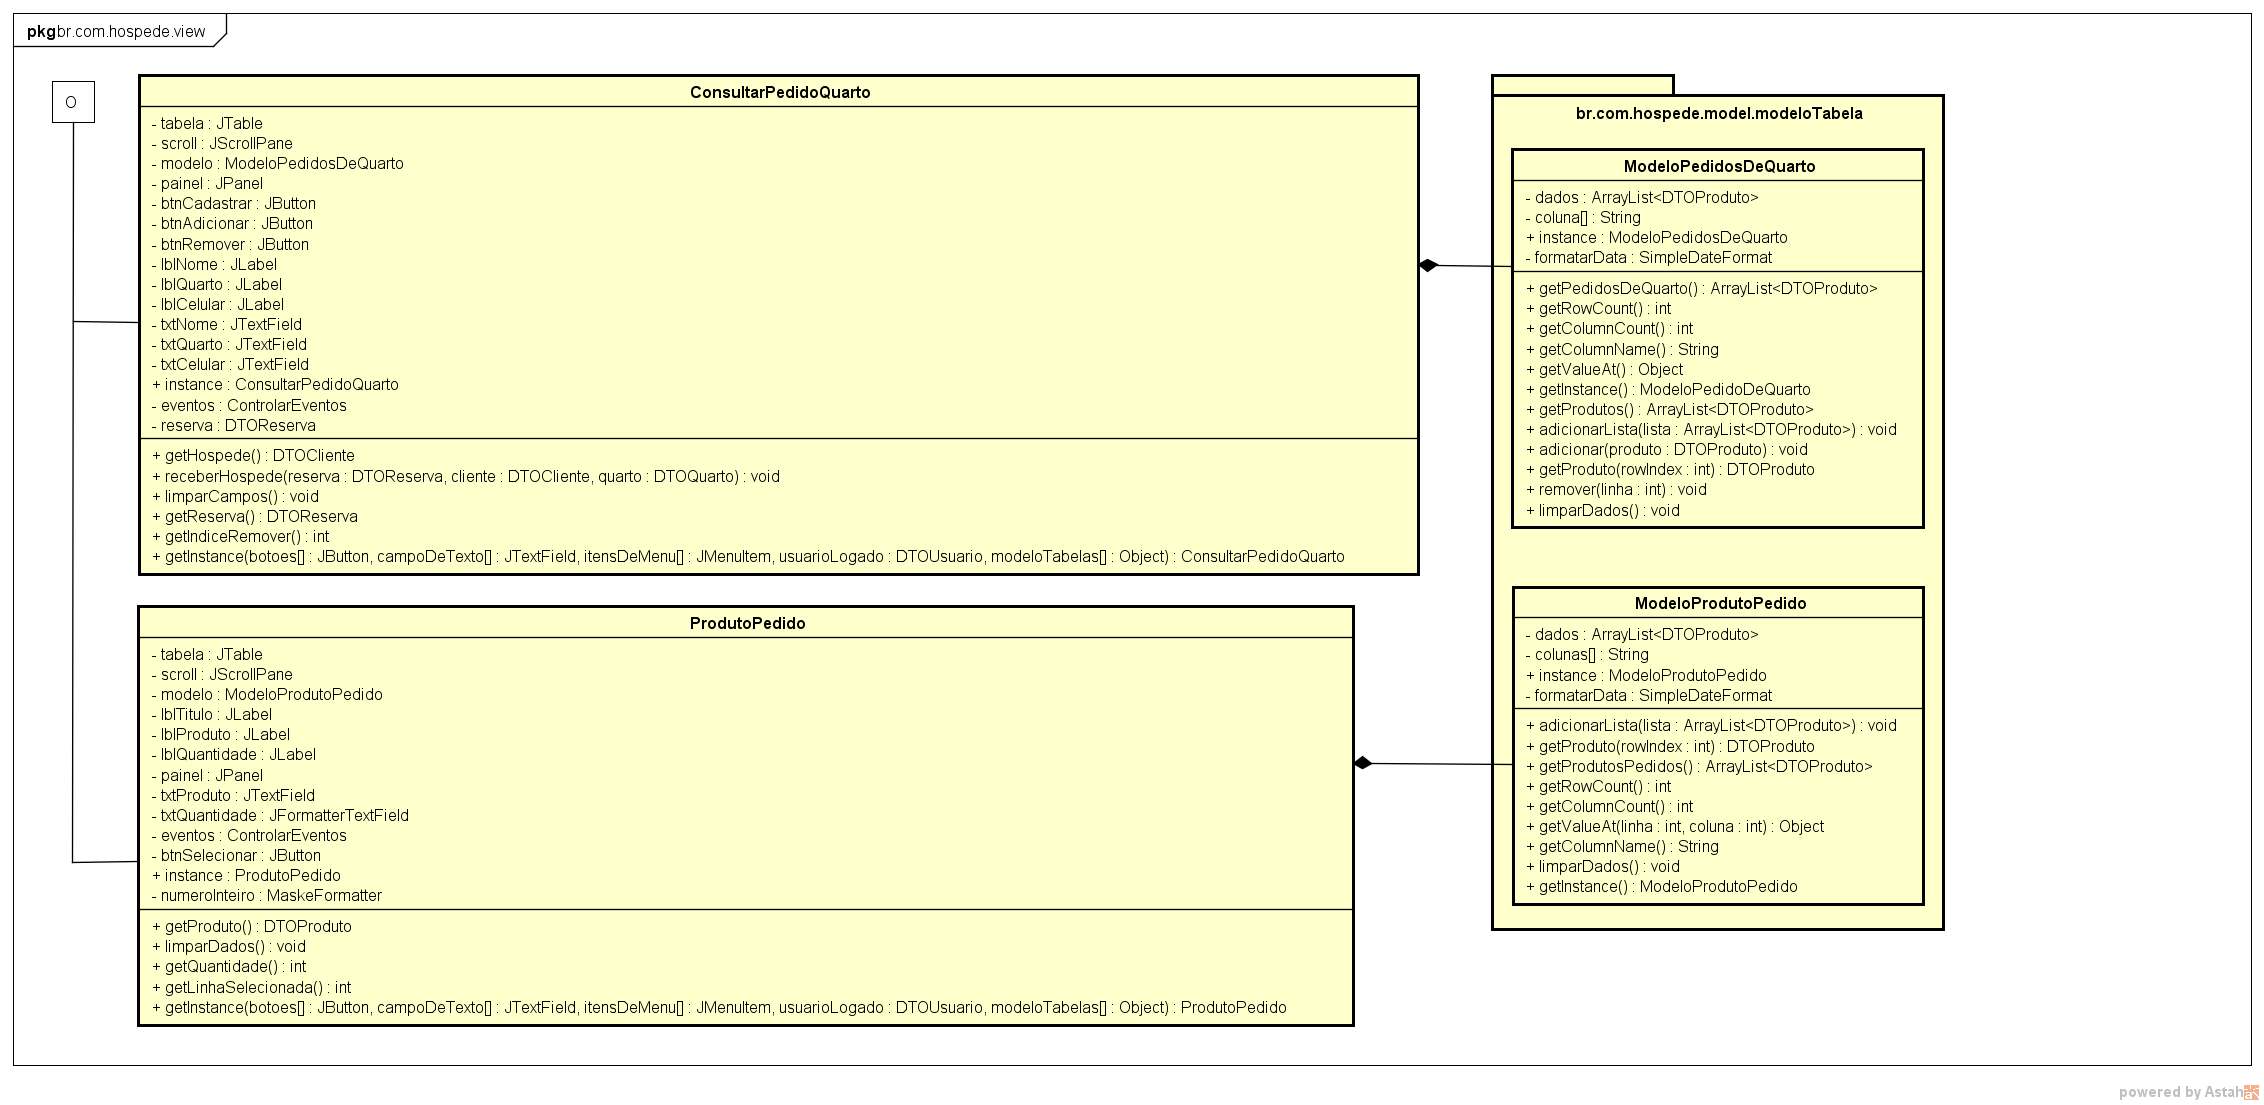 pkgbr.com.hospede.view
O
ConsultarPedidoQuarto
- tabela : JTable
- scroll : JScrollPane
- modelo : ModeloPedidosDeQuarto
- painel : JPanel
- btnCadastrar : JButton
- btnAdicionar : JButton
- btnRemover : JButton
- lblNome : JLabel
- lblQuarto : JLabel
- lblCelular : JLabel
- txtNome : JTextField
- txtQuarto : JTextField
- txtCelular : JTextField
+ instance : ConsultarPedidoQuarto
- eventos : ControlarEventos
- reserva : DTOReserva
+ getHospede() : DTOCliente
+ receberHospede(reserva : DTOReserva, cliente : DTOCliente, quarto : DTOQuarto) : void
+ limparCampos() : void
+ getReserva() : DTOReserva
+ getIndiceRemover() : int
+ getInstance(botoes[] : JButton, campoDeTexto[] : JTextField, itensDeMenu[] : JMenuItem, usuarioLogado : DTOUsuario, modeloTabelas[] : Object) : ConsultarPedidoQuarto
ProdutoPedido
- tabela : JTable
- scroll : JScrollPane
- modelo : ModeloProdutoPedido
- lblTitulo : JLabel
- lblProduto : JLabel
- lblQuantidade : JLabel
- painel : JPanel
- txtProduto : JTextField
- txtQuantidade : JFormatterTextField
- eventos : ControlarEventos
- btnSelecionar : JButton
+ instance : ProdutoPedido
- numeroInteiro : MaskeFormatter
+ getProduto() : DTOProduto
+ limparDados() : void
+ getQuantidade() : int
+ getLinhaSelecionada() : int
+ getInstance(botoes[] : JButton, campoDeTexto[] : JTextField, itensDeMenu[] : JMenuItem, usuarioLogado : DTOUsuario, modeloTabelas[] : Object) : ProdutoPedido
br.com.hospede.model.modeloTabela
ModeloPedidosDeQuarto
- dados : ArrayList<DTOProduto>
- coluna[] : String
+ instance : ModeloPedidosDeQuarto
- formatarData : SimpleDateFormat
+ getPedidosDeQuarto() : ArrayList<DTOProduto>
+ getRowCount() : int
+ getColumnCount() : int
+ getColumnName() : String
+ getValueAt() : Object
+ getInstance() : ModeloPedidoDeQuarto
+ getProdutos() : ArrayList<DTOProduto>
+ adicionarLista(lista : ArrayList<DTOProduto>) : void
+ adicionar(produto : DTOProduto) : void
+ getProduto(rowIndex : int) : DTOProduto
+ remover(linha : int) : void
+ limparDados() : void
ModeloProdutoPedido
- dados : ArrayList<DTOProduto>
- colunas[] : String
+ instance : ModeloProdutoPedido
- formatarData : SimpleDateFormat
+ adicionarLista(lista : ArrayList<DTOProduto>) : void
+ getProduto(rowIndex : int) : DTOProduto
+ getProdutosPedidos() : ArrayList<DTOProduto>
+ getRowCount() : int
+ getColumnCount() : int
+ getValueAt(linha : int, coluna : int) : Object
+ getColumnName() : String
+ limparDados() : void
+ getInstance() : ModeloProdutoPedido
powered by Astah